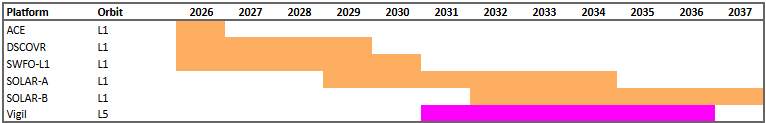 Platform Orbit 2026 2027 2028 2029 2030 2031 2032 2033 2034 2035 2036 2037
ACE L1
DSCOVR L1
SWFO-L1 L1
SOLAR-A L1
SOLAR-B L1
Vigil L5